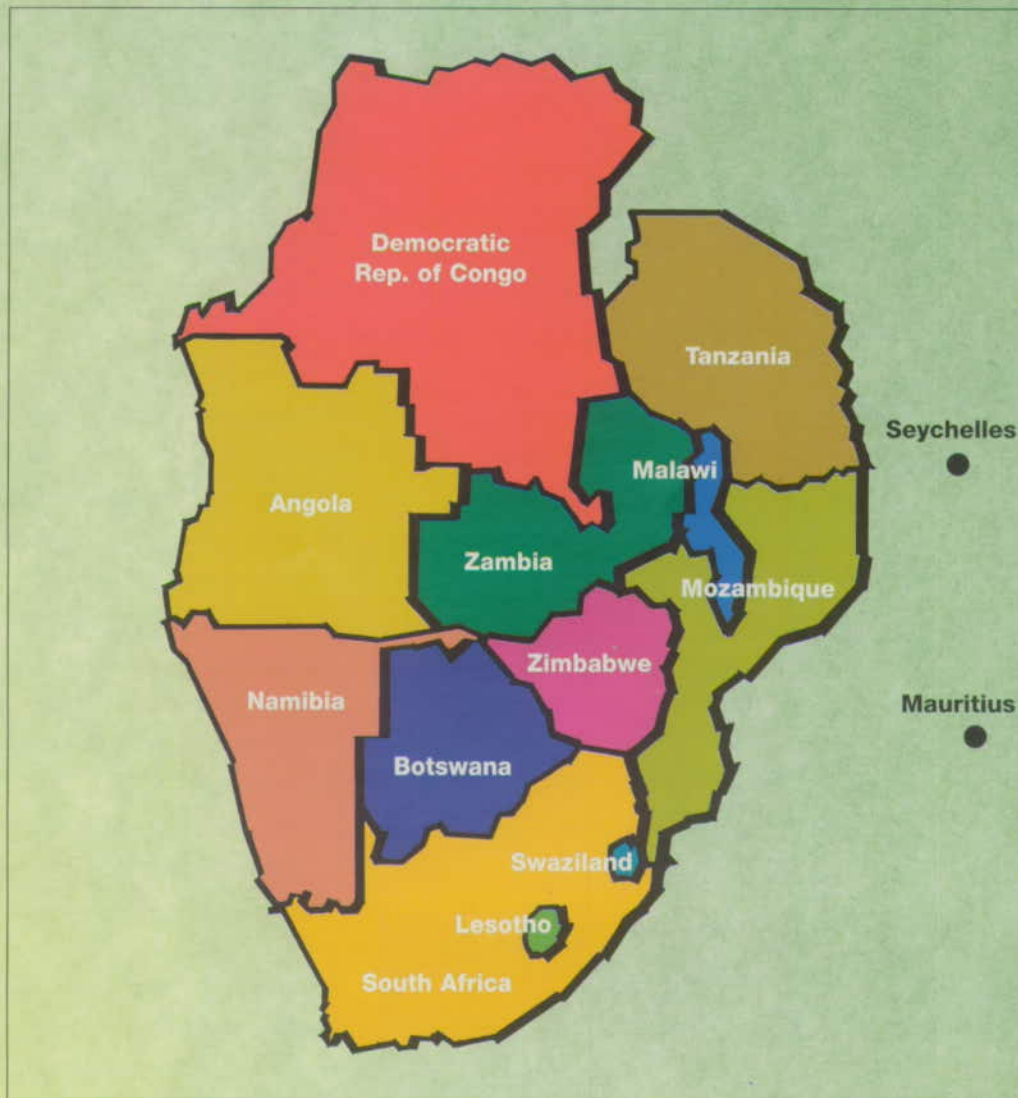 Democratic
Rep. of Congo
Tanzania
Seychelles
Malawi
Angola
Zambia
Mozambique
Zimbabwe
Namibia
Mauritius
Botswana
Swaziland
Lesotho
South Africa